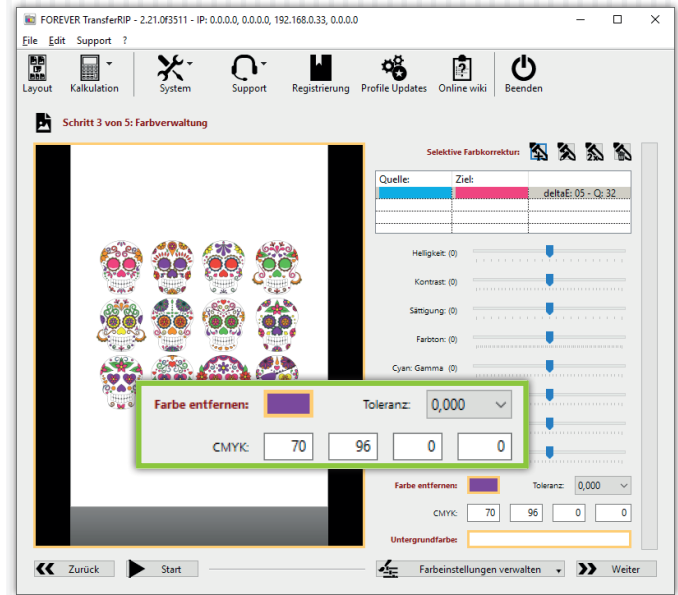 FOREVER TransferRIP - 2.21.0f3511 - IP: 0.0.0.0, 0.0.0.0, 192.168.0.33, 0.0.0.0
File Edit Support ?
Layout Kalkulation System Support Registrierung Profile Updates Online wiki Beenden
Schritt 3 von 5: Farbverwaltung
Selektive Farbkorrektur: 2x
Quelle: Ziel:
deltaE: 05 - Q: 32
Helligkeit: (0)
Kontrast: (0)
Sättigung: (0)
Farbton: (0)
Cyan: Gamma (0)
Farbe entfernen: Toleranz: 0,000
CMYK: 70 96 0 0
Farbe entfernen: Toleranz: 0,000
CMYK: 70 96 0 0
Untergrundfarbe:
Zurück Start Farbeinstellungen verwalten Weiter